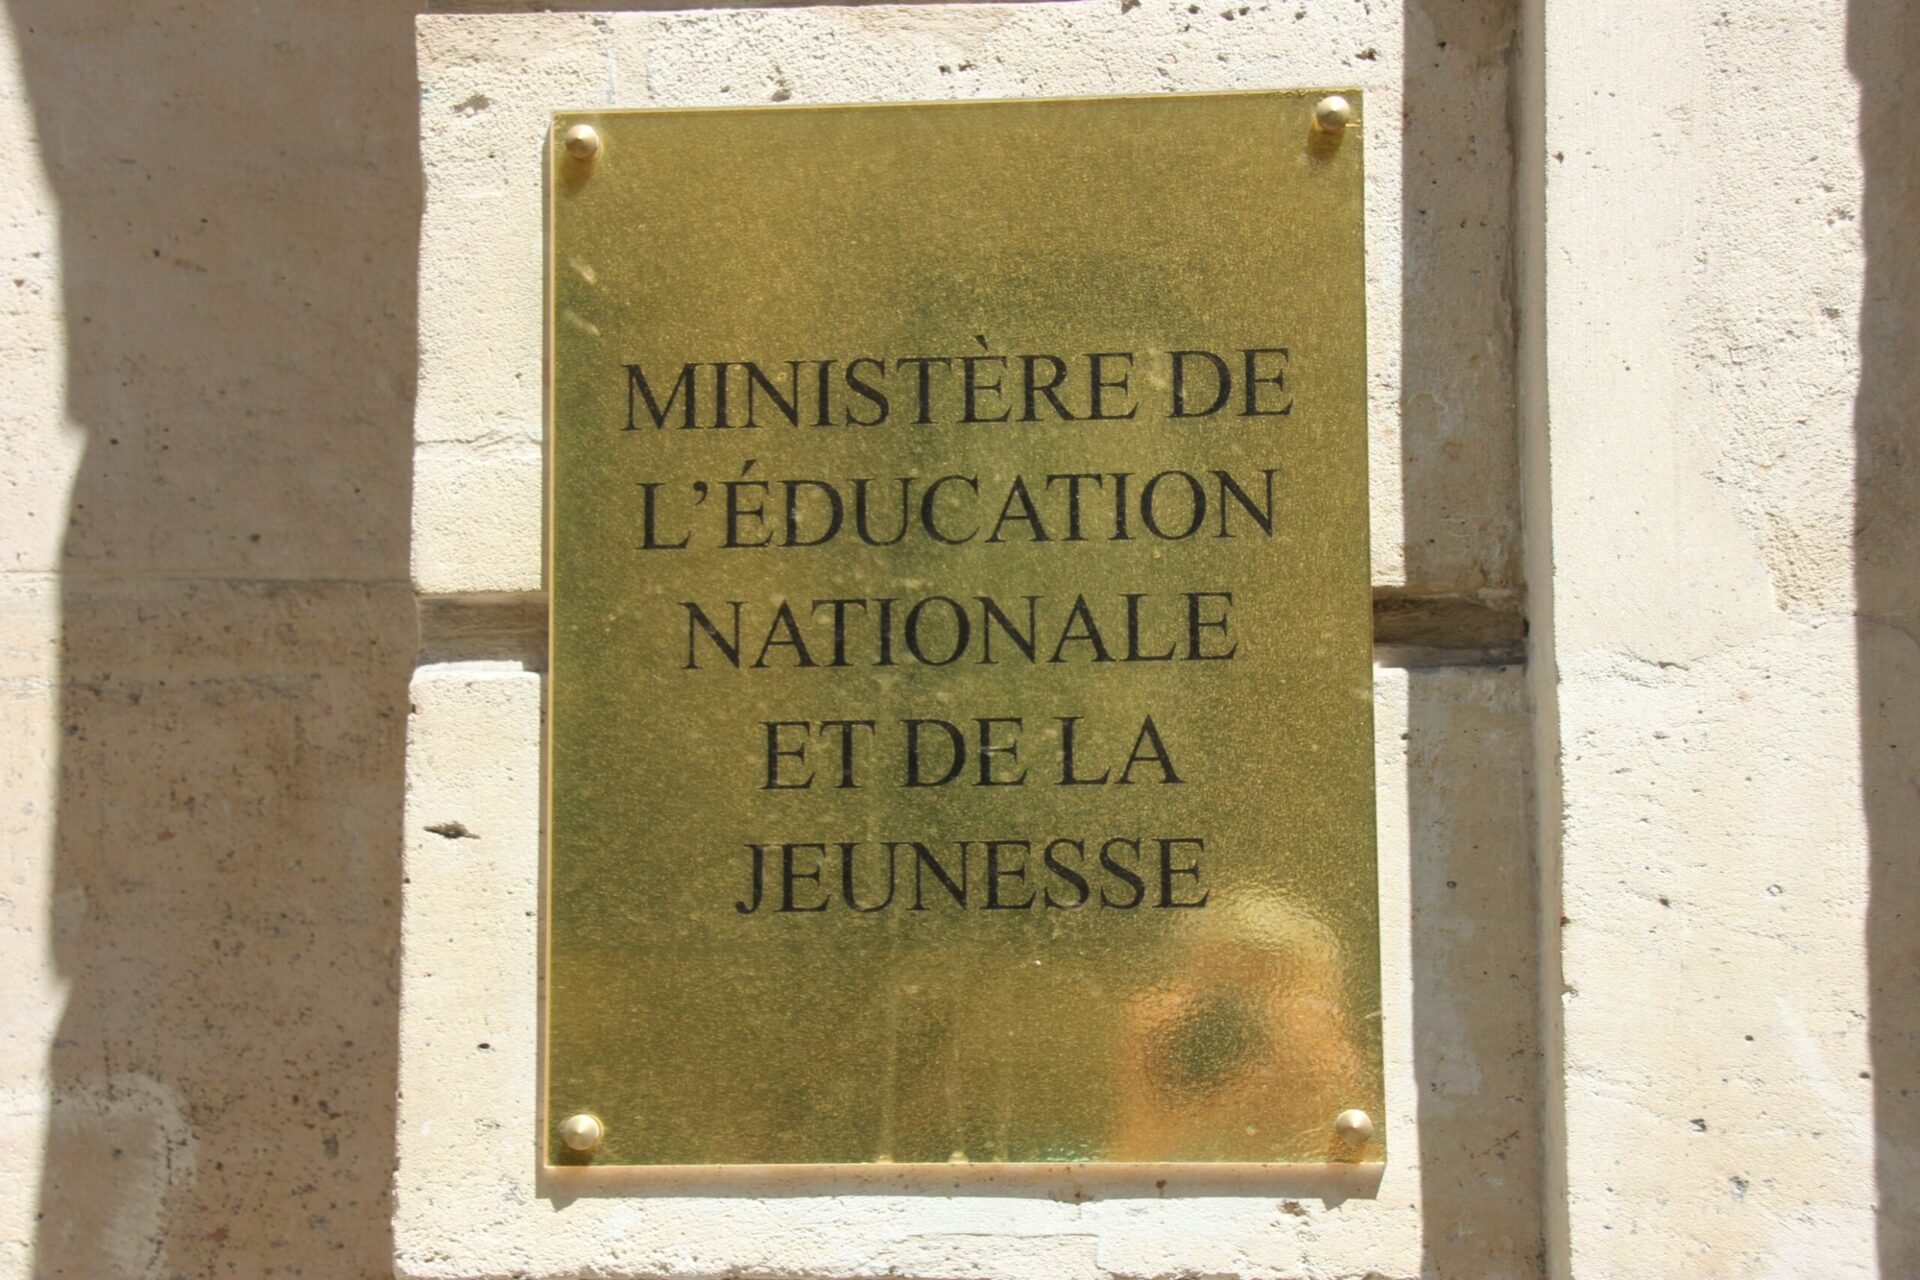 MINISTÈRE DE
L’ÉDUCATION
NATIONALE
ET DE LA
JEUNESSE